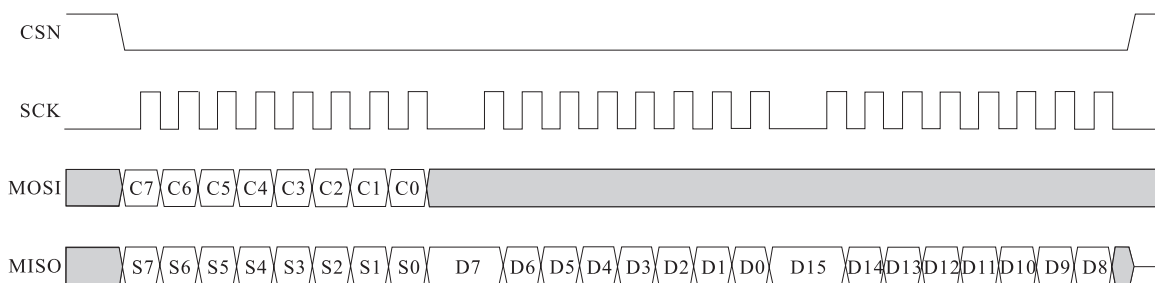 CSN
SCK
MOSI C7 C6 C5 C4 C3 C2 C1 C0
MISO S7 S6 S5 S4 S3 S2 S1 S0 D7 D6 D5 D4 D3 D2 D1 D0 D15 D14 D13 D12 D11 D10 D9 D8